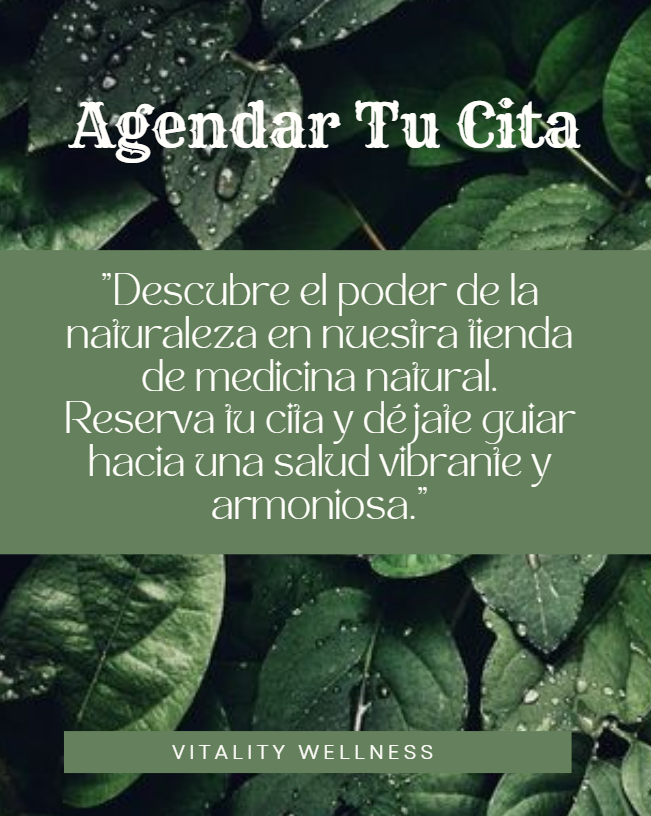 Agendar Tu Cita
”Descubre el poder de la
naturaleza en nuestra tienda
de medicina natural.
Reserva tu cita y déjate guiar
hacia una salud vibrante y
armoniosa.”
VITALITY WELLNESS